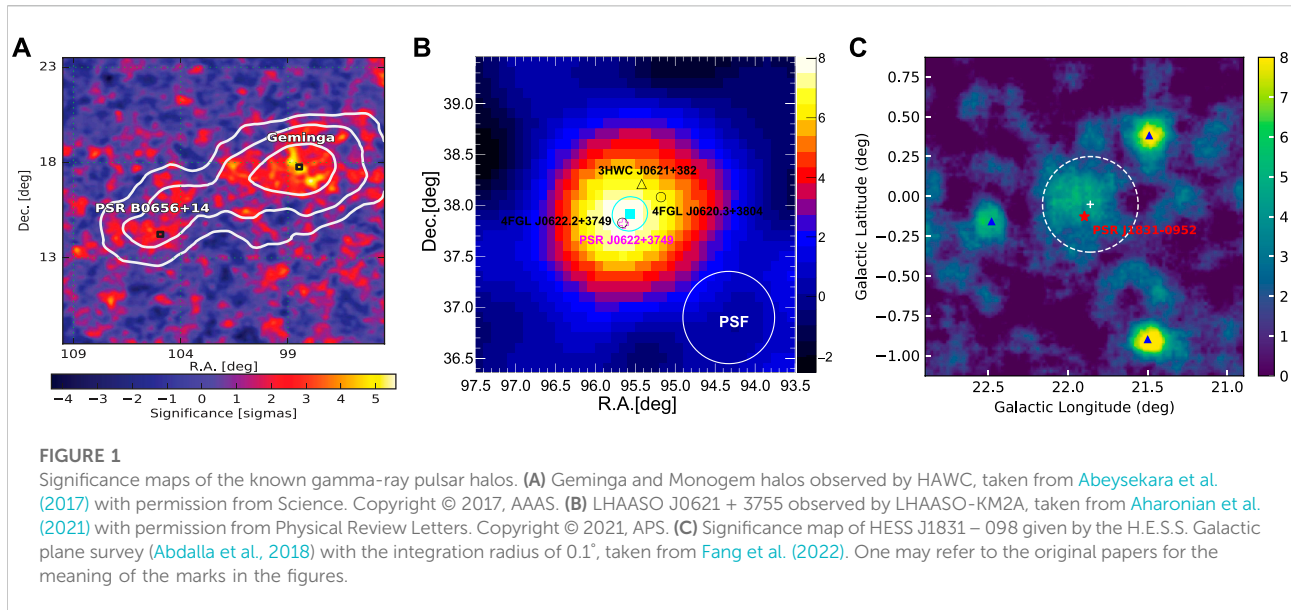 A
23
18
13
Dec. [deg]
Geminga
PSR B0656+14
109 104 99
R.A. [deg]
−4 −3 −2 −1 0 1 2 3 4 5
Significance [sigmas]
B
39.0
38.5
38.0
37.5
37.0
36.5
Dec.[deg]
3HWC J0621+382
4FGL J0620.3+3804
4FGL J0622.2+3749
PSR J0622+3749
PSF
97.5 97.0 96.5 96.0 95.5 95.0 94.5 94.0 93.5
R.A.[deg]
8
6
4
2
0
−2
C
0.75
0.50
0.25
0.00
−0.25
−0.50
−0.75
−1.00
Galactic Latitude (deg)
PSR J1831-0952
22.5 22.0 21.5 21.0
Galactic Longitude (deg)
8
7
6
5
4
3
2
1
0
FIGURE 1
Significance maps of the known gamma-ray pulsar halos. (A) Geminga and Monogem halos observed by HAWC, taken from Abeysekara et al.
(2017) with permission from Science. Copyright © 2017, AAAS. (B) LHAASO J0621 + 3755 observed by LHAASO-KM2A, taken from Aharonian et al.
(2021) with permission from Physical Review Letters. Copyright © 2021, APS. (C) Significance map of HESS J1831 − 098 given by the H.E.S.S. Galactic
plane survey (Abdalla et al., 2018) with the integration radius of 0.1°, taken from Fang et al. (2022). One may refer to the original papers for the
meaning of the marks in the figures.